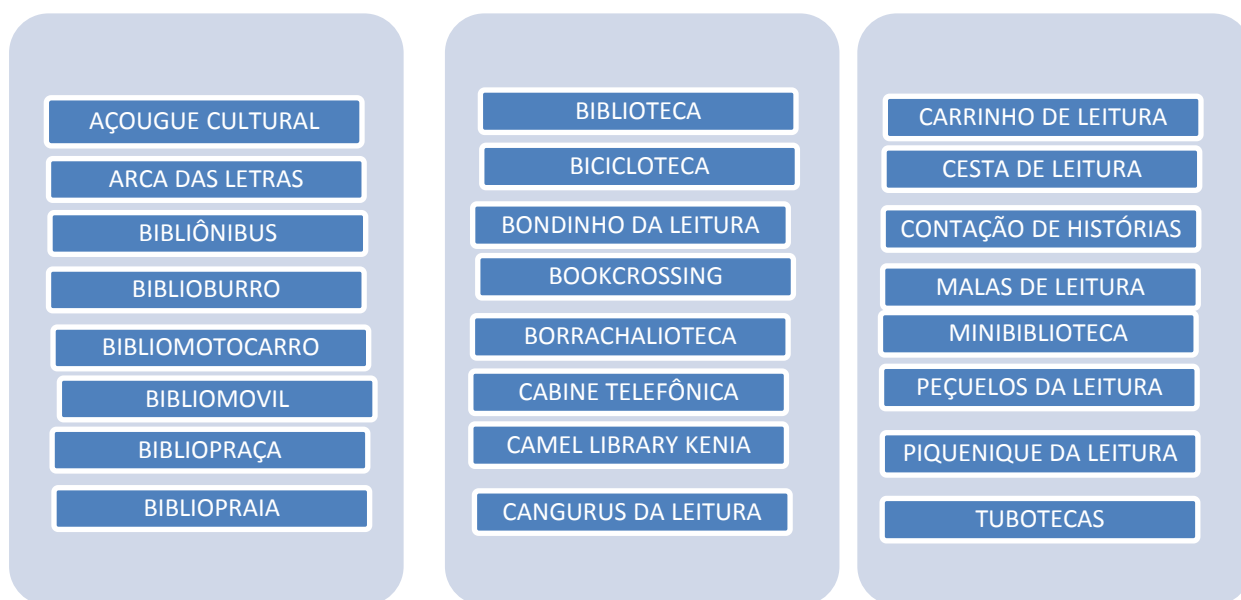 AÇOUGUE CULTURAL
ARCA DAS LETRAS
BIBLIÔNIBUS
BIBLIOBURRO
BIBLIOMOTOCARRO
BIBLIOMOVIL
BIBLIOPRAÇA
BIBLIOPRAIA
BIBLIOTECA
BICICLOTECA
BONDINHO DA LEITURA
BOOKCROSSING
BORRACHALIOTECA
CABINE TELEFÔNICA
CAMEL LIBRARY KENIA
CANGURUS DA LEITURA
CARRINHO DE LEITURA
CESTA DE LEITURA
CONTAÇÃO DE HISTÓRIAS
MALAS DE LEITURA
MINIBIBLIOTECA
PEÇUELOS DA LEITURA
PIQUENIQUE DA LEITURA
TUBOTECAS